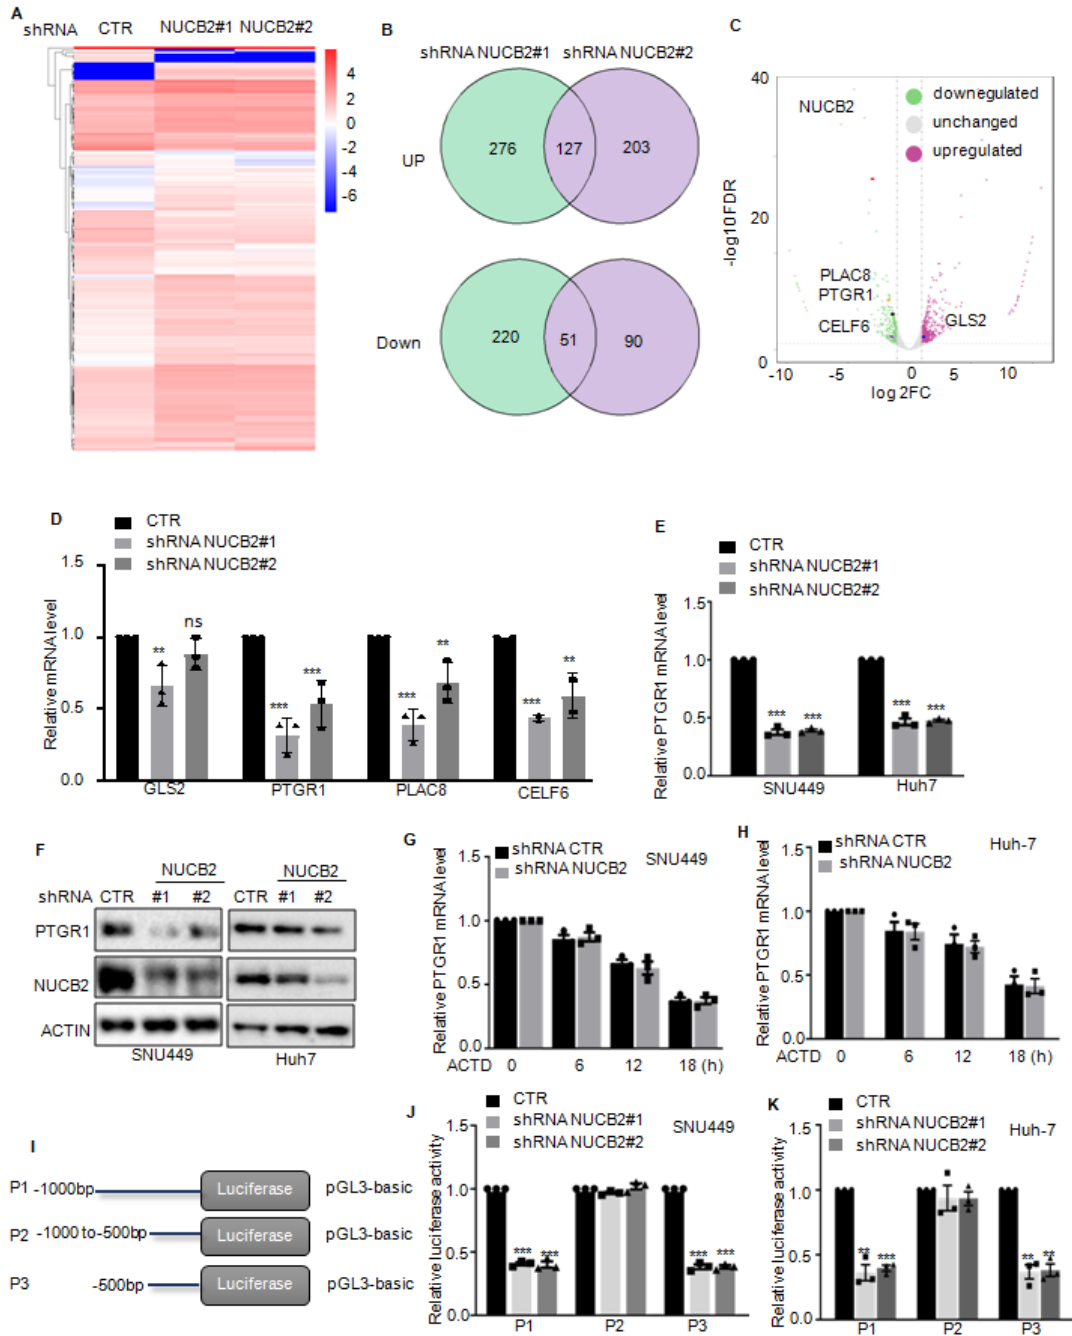 A
shRNA CTR NUCB2#1 NUCB2#2
4
2
0
-2
-4
-6
B
shRNA NUCB2#1 shRNA NUCB2#2
UP
276 127 203
Down
220 51 90
C
40
20
0
-log10FDR
NUCB2
downegulated
unchanged
upregulated
PLAC8
PTGR1
CELF6
GLS2
-10 -5 0 5 10
log 2FC
D
CTR
shRNA NUCB2#1
shRNA NUCB2#2
Relative mRNA level
1.5
1.0
0.5
0.0
** ns *** *** *** ** *** **
GLS2 PTGR1 PLAC8 CELF6
E
CTR
shRNA NUCB2#1
shRNA NUCB2#2
Relative PTGR1 mRNA level
1.5
1.0
0.5
0.0
*** *** *** ***
SNU449 Huh7
F
NUCB2 NUCB2
shRNA CTR #1 #2 CTR #1 #2
PTGR1
NUCB2
ACTIN
SNU449 Huh7
G
shRNA CTR
shRNA NUCB2
SNU449
Relative PTGR1 mRNA level
1.5
1.0
0.5
0.0
ACTD 0 6 12 18 (h)
H
shRNA CTR
shRNA NUCB2
Huh-7
Relative PTGR1 mRNA level
1.5
1.0
0.5
0.0
ACTD 0 6 12 18 (h)
I
P1 -1000bp Luciferase pGL3-basic
P2 -1000 to-500bp Luciferase pGL3-basic
P3 -500bp Luciferase pGL3-basic
J
CTR
shRNA NUCB2#1
shRNA NUCB2#2
SNU449
Relative luciferase activity
1.5
1.0
0.5
0.0
*** *** *** ***
P1 P2 P3
K
CTR
shRNA NUCB2#1
shRNA NUCB2#2
Huh-7
Relative luciferase activity
1.5
1.0
0.5
0.0
** *** ** **
P1 P2 P3